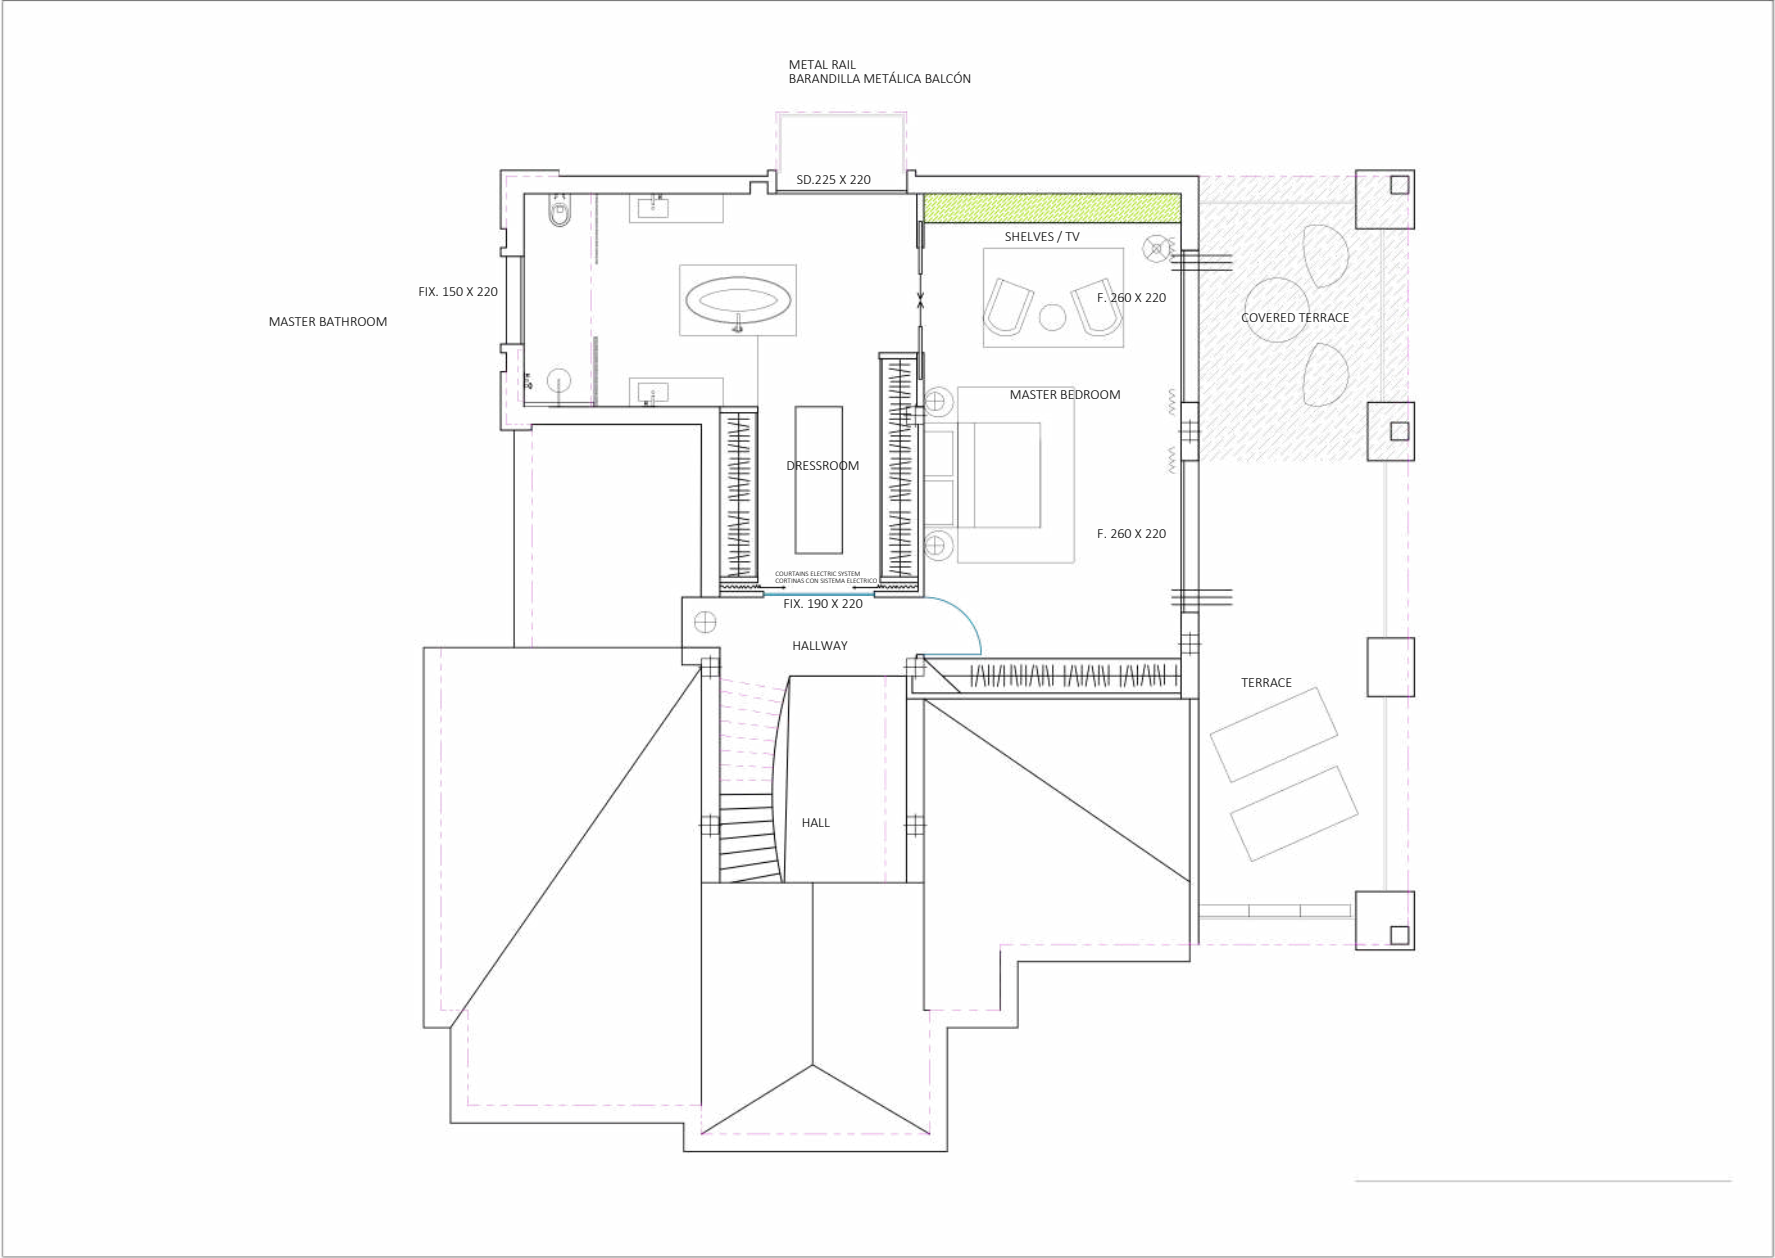 METAL RAIL
BARANDILLA METÁLICA BALCÓN
SD.225 X 220
SHELVES / TV
FIX. 150 X 220
F. 260 X 220
MASTER BATHROOM
COVERED TERRACE
MASTER BEDROOM
DRESSROOM
F. 260 X 220
COURTAINS ELECTRIC SYSTEM
CORTINAS CON SISTEMA ELECTRICO
FIX. 190 X 220
HALLWAY
TERRACE
HALL